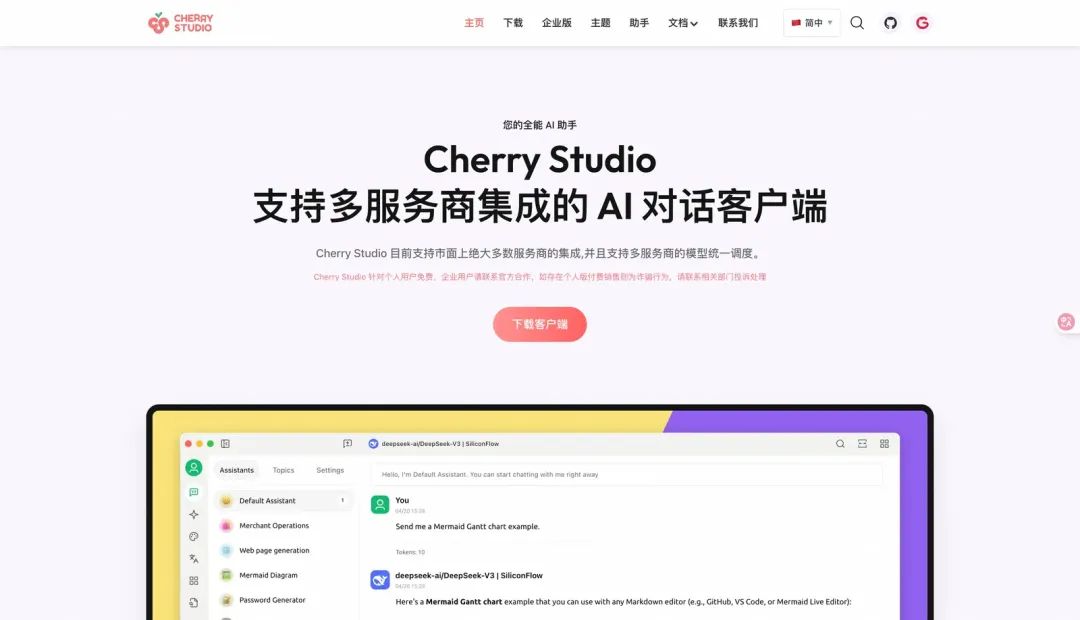 CHERRY
STUDIO
主页
下载
企业版
主题
助手
文档
联系我们
简中
您的全能 AI 助手
Cherry Studio
支持多服务商集成的 AI 对话客户端
Cherry Studio 目前支持市面上绝大多数服务商的集成,并且支持多服务商的模型统一调度。
Cherry Studio 针对个人用户免费，企业用户请联系官方合作，如存在个人版付费销售则为诈骗行为，请联系相关部门投诉处理
下载客户端
deepseek-ai/DeepSeek-V3 | SiliconFlow
Assistants
Topics
Settings
Default Assistant
1
Merchant Operations
Web page generation
Mermaid Diagram
Password Generator
Hello, I'm Default Assistant. You can start chatting with me right away
You
04/20 15:28
Send me a Mermaid Gantt chart example.
Tokens: 10
deepseek-ai/DeepSeek-V3 | SiliconFlow
04/20 15:28
Here's a Mermaid Gantt chart example that you can use with any Markdown editor (e.g., GitHub, VS Code, or Mermaid Live Editor):